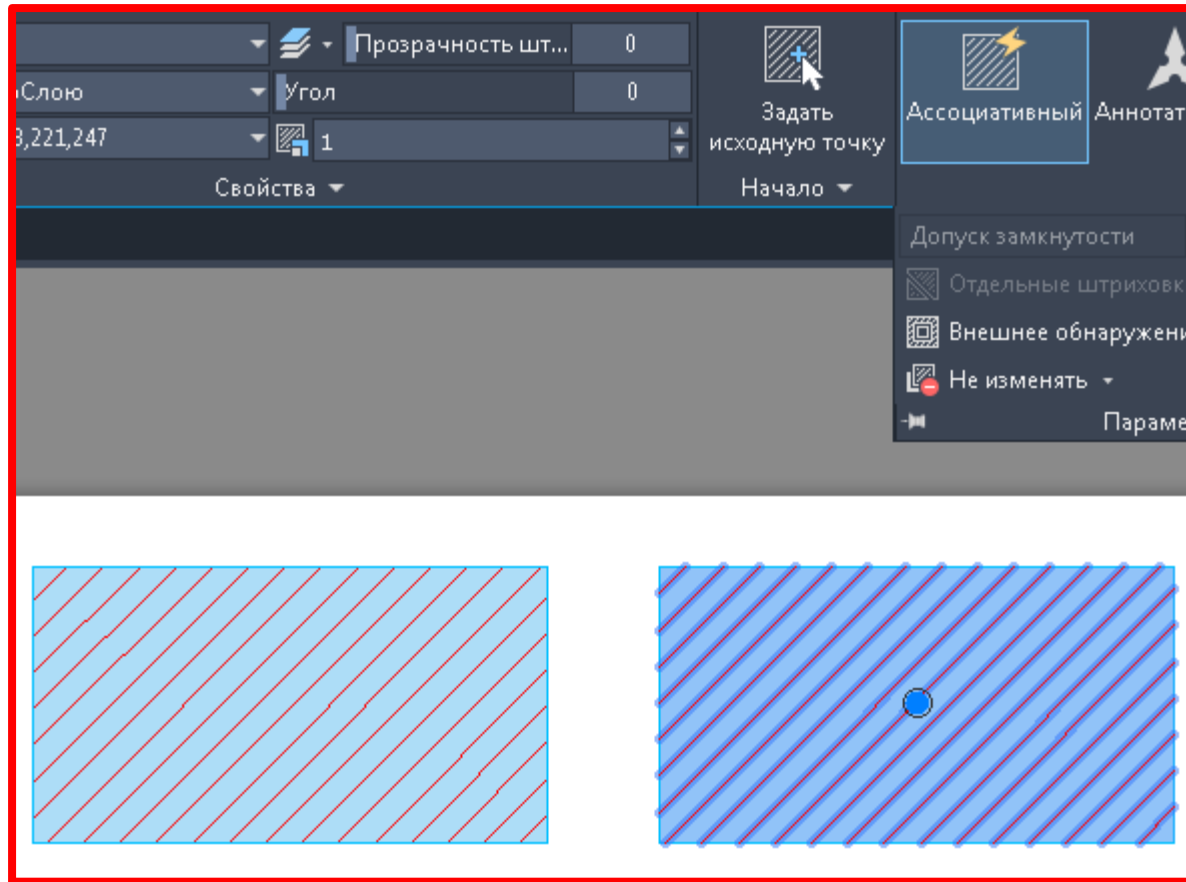 Прозрачность шт... 0
оСлою Угол 0
3,221,247 1
Свойства
Задать
исходную точку
Начало
Ассоциативный Аннотат
Допуск замкнутости
Отдельные штриховк
Внешнее обнаружени
Не изменять
Параме